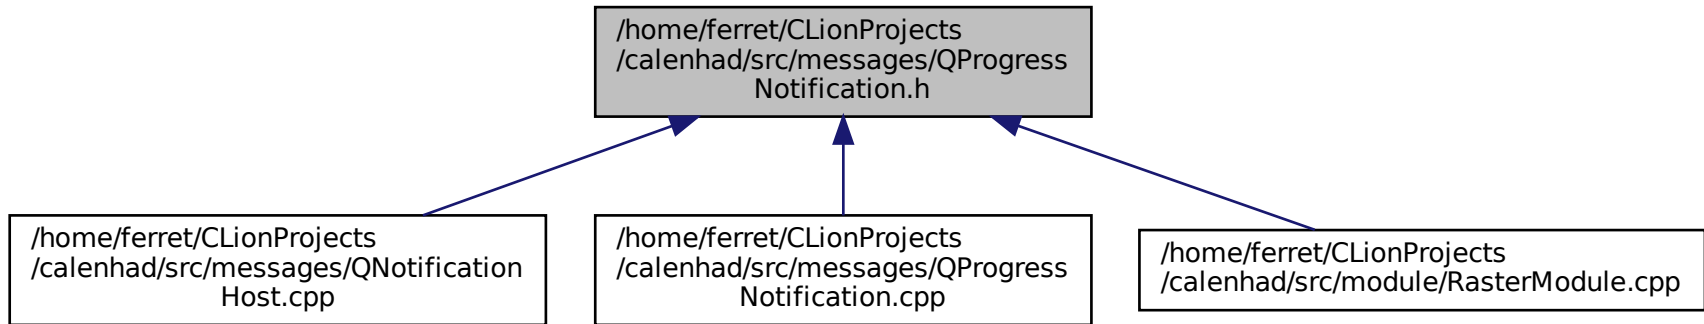 /home/ferret/CLionProjects
/calenhad/src/messages/QProgress
Notification.h
/home/ferret/CLionProjects
/calenhad/src/messages/QNotification
Host.cpp
/home/ferret/CLionProjects
/calenhad/src/messages/QProgress
Notification.cpp
/home/ferret/CLionProjects
/calenhad/src/module/RasterModule.cpp